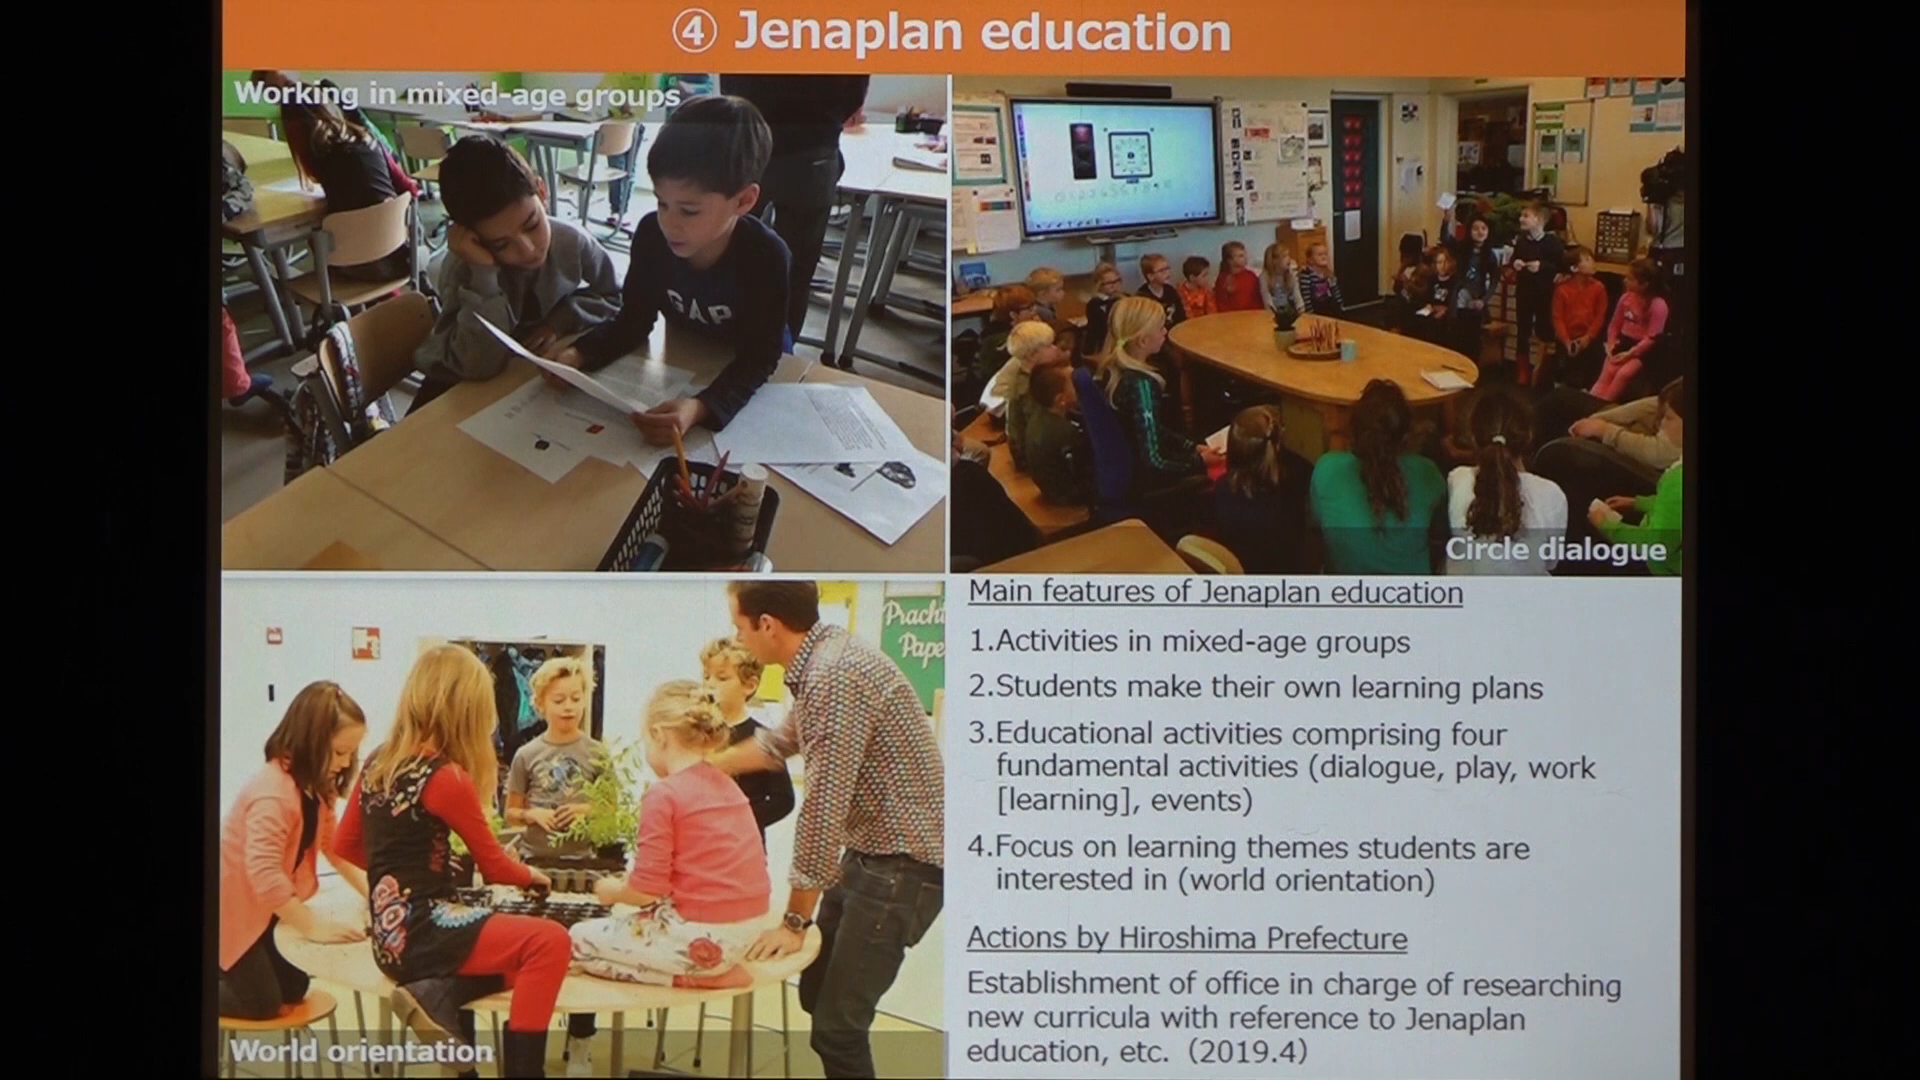 ④ Jenaplan education
Working in mixed-age groups
GAP
Circle dialogue
Prach
Pape
World orientation
Main features of Jenaplan education
1.Activities in mixed-age groups
2.Students make their own learning plans
3.Educational activities comprising four
fundamental activities (dialogue, play, work
[learning], events)
4.Focus on learning themes students are
interested in (world orientation)
Actions by Hiroshima Prefecture
Establishment of office in charge of researching
new curricula with reference to Jenaplan
education, etc. (2019.4)